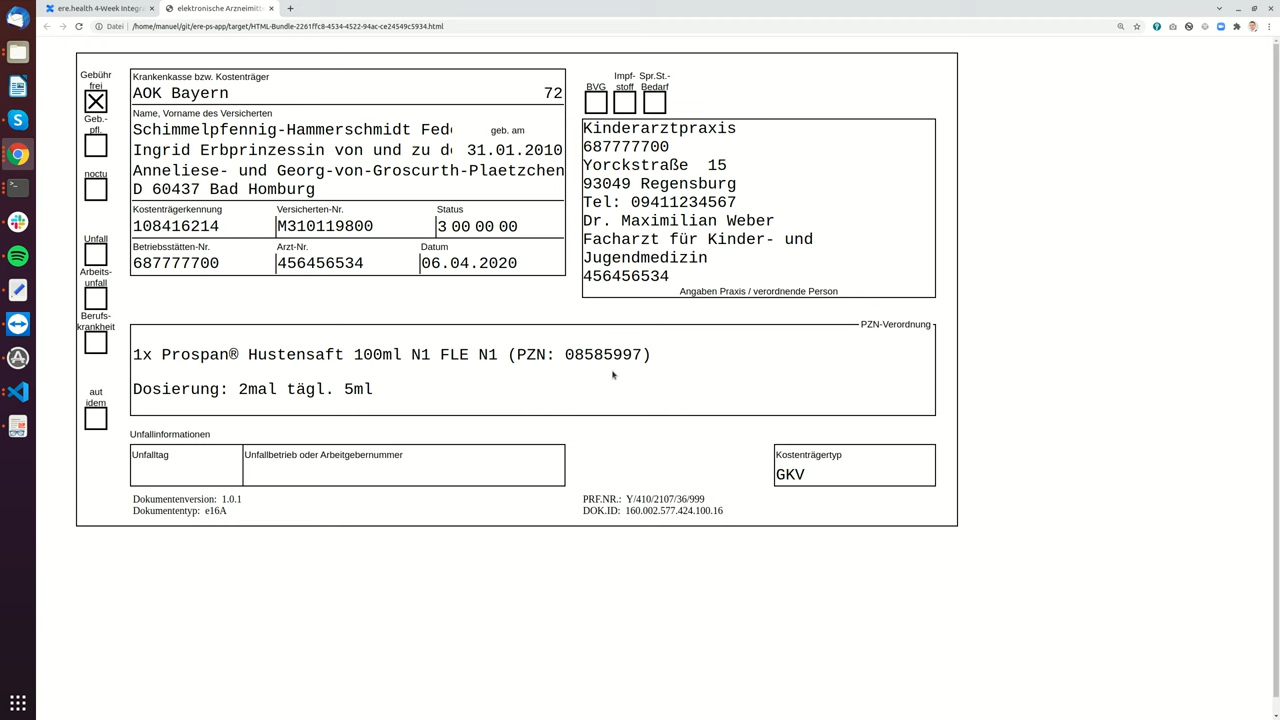 ere.health 4-Week Integra
elektronische Arzneimitte
Datei
/home/manuel/git/ere-ps-app/target/HTML-Bundle-2261ffc8-4534-4522-94ac-ce24549c5934.html
Gebühr
frei
Geb.-
pfl.
noctu
Unfall
Arbeits-
unfall
Berufs-
krankheit
aut
idem
Krankenkasse bzw. Kostenträger
AOK Bayern 72
Name, Vorname des Versicherten
Schimmelpfennig-Hammerschmidt Fed
geb. am
Ingrid Erbprinzessin von und zu d 31.01.2010
Anneliese- und Georg-von-Groscurth-Plaetzchen
D 60437 Bad Homburg
Kostenträgerkennung Versicherten-Nr. Status
108416214 M310119800 3 00 00 00
Betriebsstätten-Nr. Arzt-Nr. Datum
687777700 456456534 06.04.2020
BVG
Impf-
stoff
Spr.St.-
Bedarf
Kinderarztpraxis
687777700
Yorckstraße 15
93049 Regensburg
Tel: 09411234567
Dr. Maximilian Weber
Facharzt für Kinder- und
Jugendmedizin
456456534
Angaben Praxis / verordnende Person
PZN-Verordnung
1x Prospan® Hustensaft 100ml N1 FLE N1 (PZN: 08585997)
Dosierung: 2mal tägl. 5ml
Unfallinformationen
Unfalltag
Unfallbetrieb oder Arbeitgebernummer
Kostenträgertyp
GKV
Dokumentenversion: 1.0.1
Dokumententyp: e16A
PRF.NR.: Y/410/2107/36/999
DOK.ID: 160.002.577.424.100.16